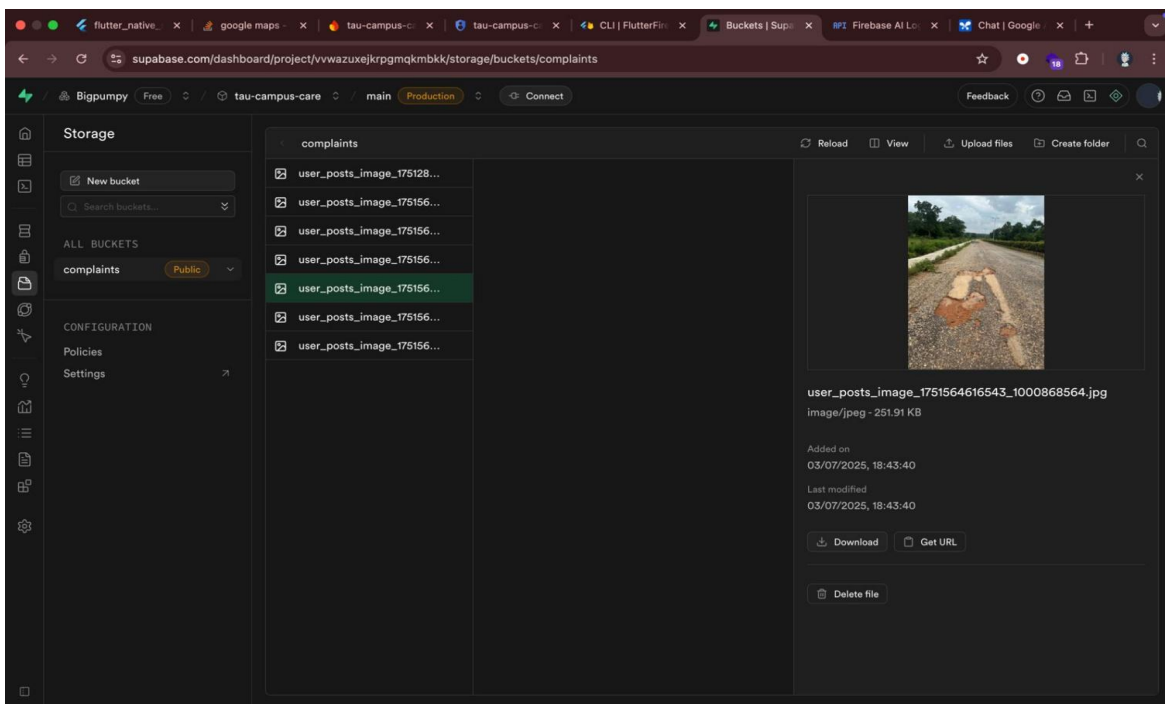 flutter_native_
google maps -
tau-campus-ca
tau-campus-c
CLI | FlutterFire
Buckets | Supa
RPI Firebase AI Log
Chat | Google
supabase.com/dashboard/project/vvwazuxejkrpgmqkmbkk/storage/buckets/complaints
18
Bigpumpy Free / tau-campus-care / main Production Connect
Feedback
Storage
New bucket
Search buckets...
ALL BUCKETS
complaints Public
CONFIGURATION
Policies
Settings
complaints
Reload View Upload files Create folder
user_posts_image_175128...
user_posts_image_175156...
user_posts_image_175156...
user_posts_image_175156...
user_posts_image_175156...
user_posts_image_175156...
user_posts_image_175156...
user_posts_image_1751564616543_1000868564.jpg
image/jpeg - 251.91 KB
Added on
03/07/2025, 18:43:40
Last modified
03/07/2025, 18:43:40
Download Get URL
Delete file